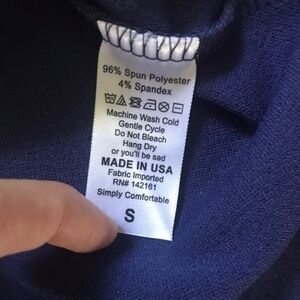 96% Spun Polyester
4% Spandex
Machine Wash Cold
Gentle Cycle
Do Not Bleach
Hang Dry
or you'll be sad
MADE IN USA
Fabric Imported
RN# 142161
Simply Comfortable
S